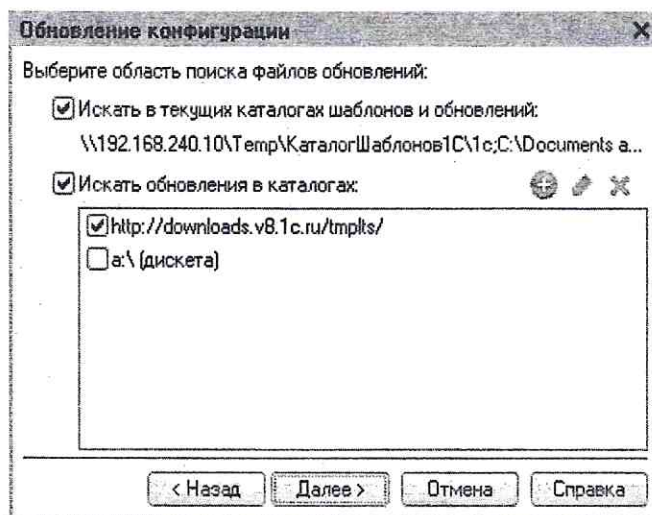 Обновление конфигурации
Выберите область поиска файлов обновлений:
Искать в текущих каталогах шаблонов и обновлений:
\\192.168.240.10\Temp\КаталогШаблонов1С\1c;C:\Documents a...
Искать обновления в каталогах:
http://downloads.v8.1c.ru/tmplts/
a:\ (дискета)
< Назад Далее > Отмена Справка